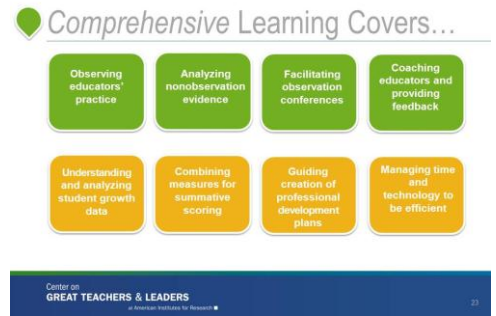 Comprehensive Learning Covers…
Observing
educators'
practice
Analyzing
nonobservation
evidence
Facilitating
observation
conferences
Coaching
educators and
providing
feedback
Understanding
and analyzing
student growth
data
Combining
measures for
summative
scoring
Guiding
creation of
professional
development
plans
Managing time
and
technology to
be efficient
Center on
GREAT TEACHERS & LEADERS
at American Institutes for Research
23